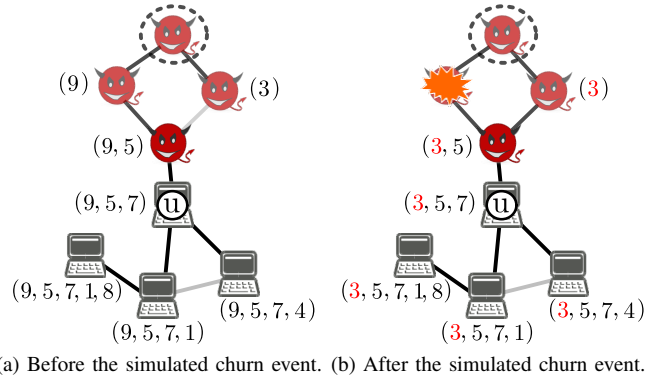 (9) (3) (3)
(9, 5) (3, 5)
(9, 5, 7) u (3, 5, 7) u
(9, 5, 7, 1, 8) (9, 5, 7, 4) (3, 5, 7, 1, 8) (3, 5, 7, 4)
(9, 5, 7, 1) (3, 5, 7, 1)
a) Before the simulated churn event. (b) After the simulated churn event.